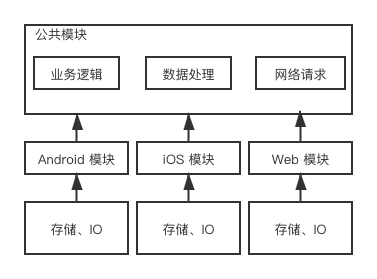 公共模块
业务逻辑
数据处理
网络请求
Android 模块
iOS 模块
Web 模块
存储、IO
存储、IO
存储、IO